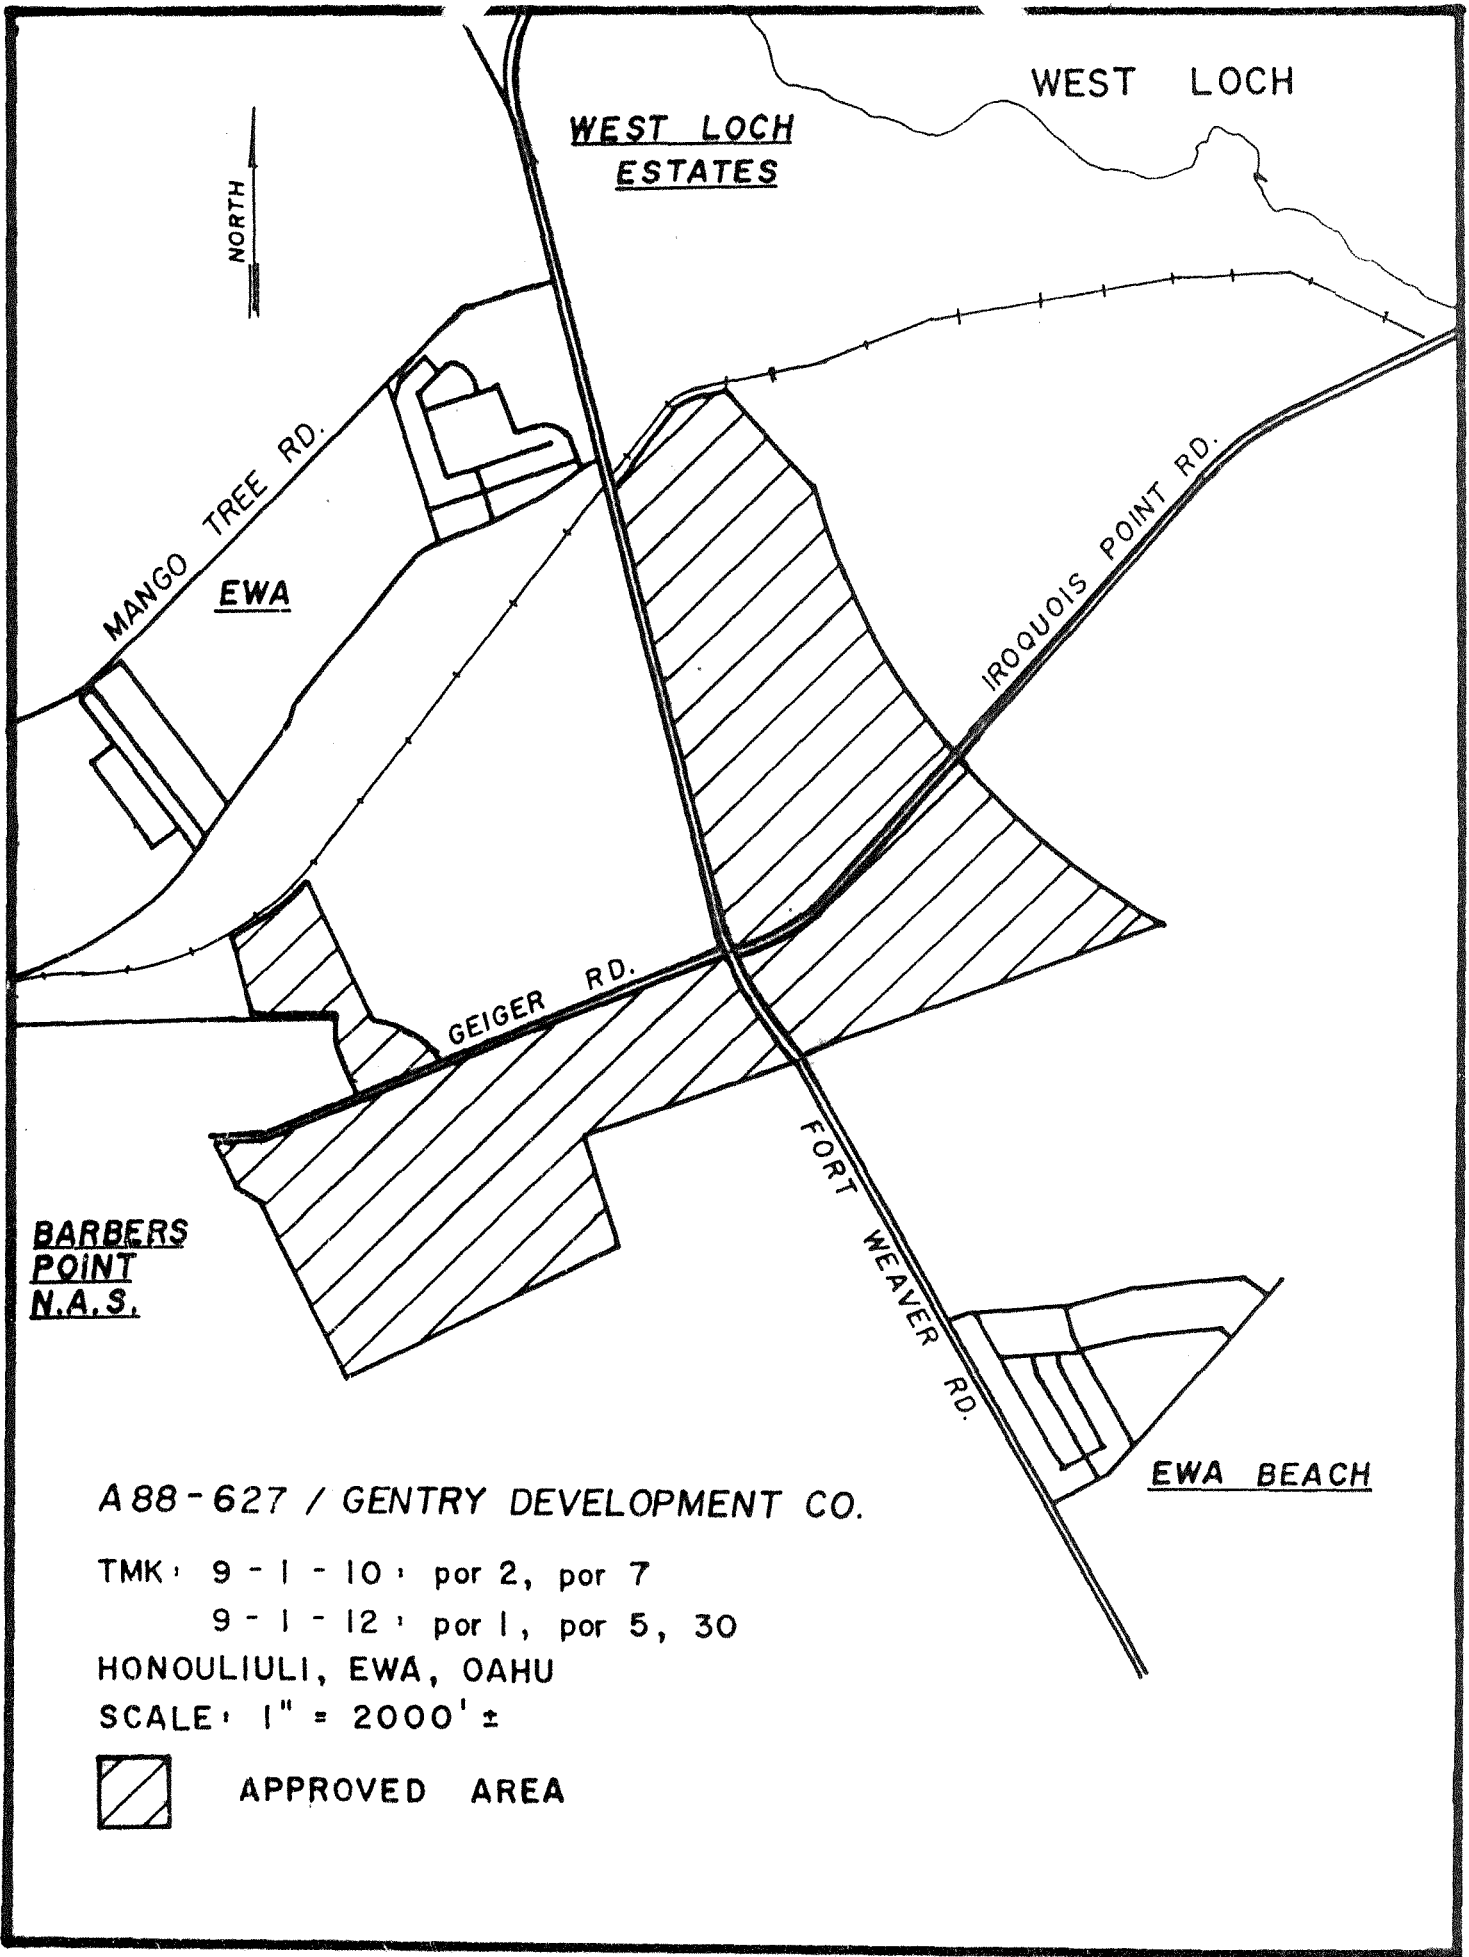 WEST LOCH
WEST LOCH
ESTATES
NORTH
MANGO TREE RD.
EWA
IROQUOIS POINT RD.
GEIGER RD.
FORT WEAVER RD.
BARBERS
POINT
N.A.S.
EWA BEACH
A88-627 / GENTRY DEVELOPMENT CO.
TMK: 9 - 1 - 10: por 2, por 7
9 - 1 - 12: por 1, por 5, 30
HONOULIULI, EWA, OAHU
SCALE: 1" = 2000' ±
APPROVED AREA